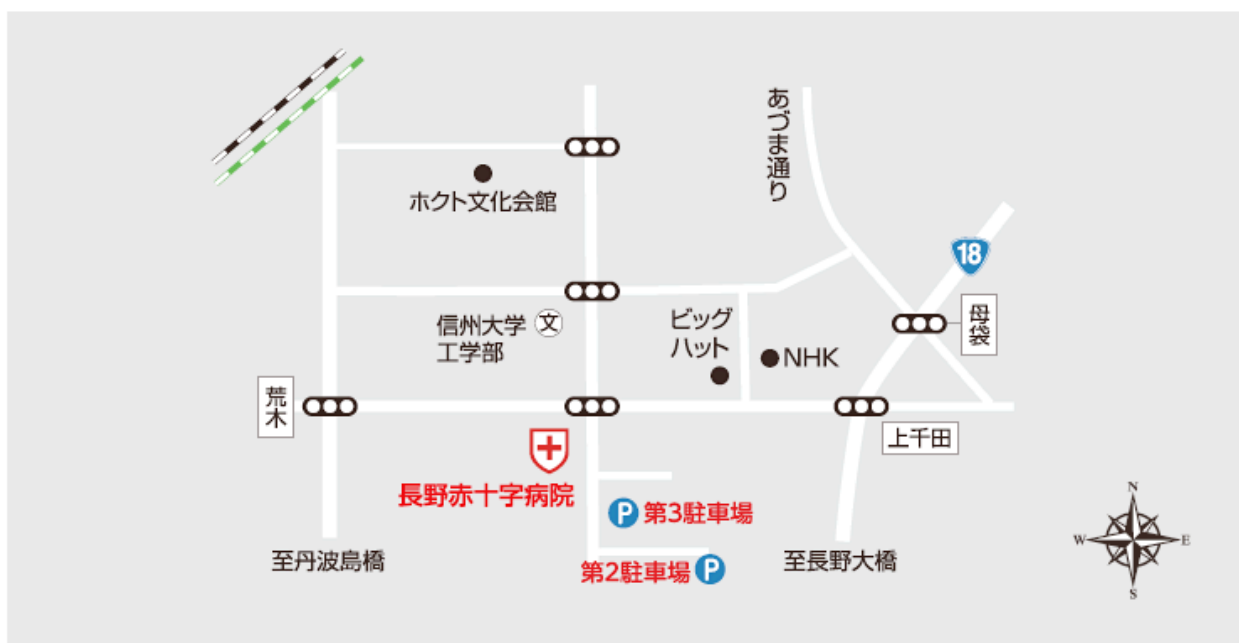 あづま通り
ホクト文化会館
18
母袋
信州大学
工学部
文
ビッグ
ハット
NHK
荒木
上千田
長野赤十字病院
P 第3駐車場
第2駐車場 P
至丹波島橋
至長野大橋
N
W
E
S